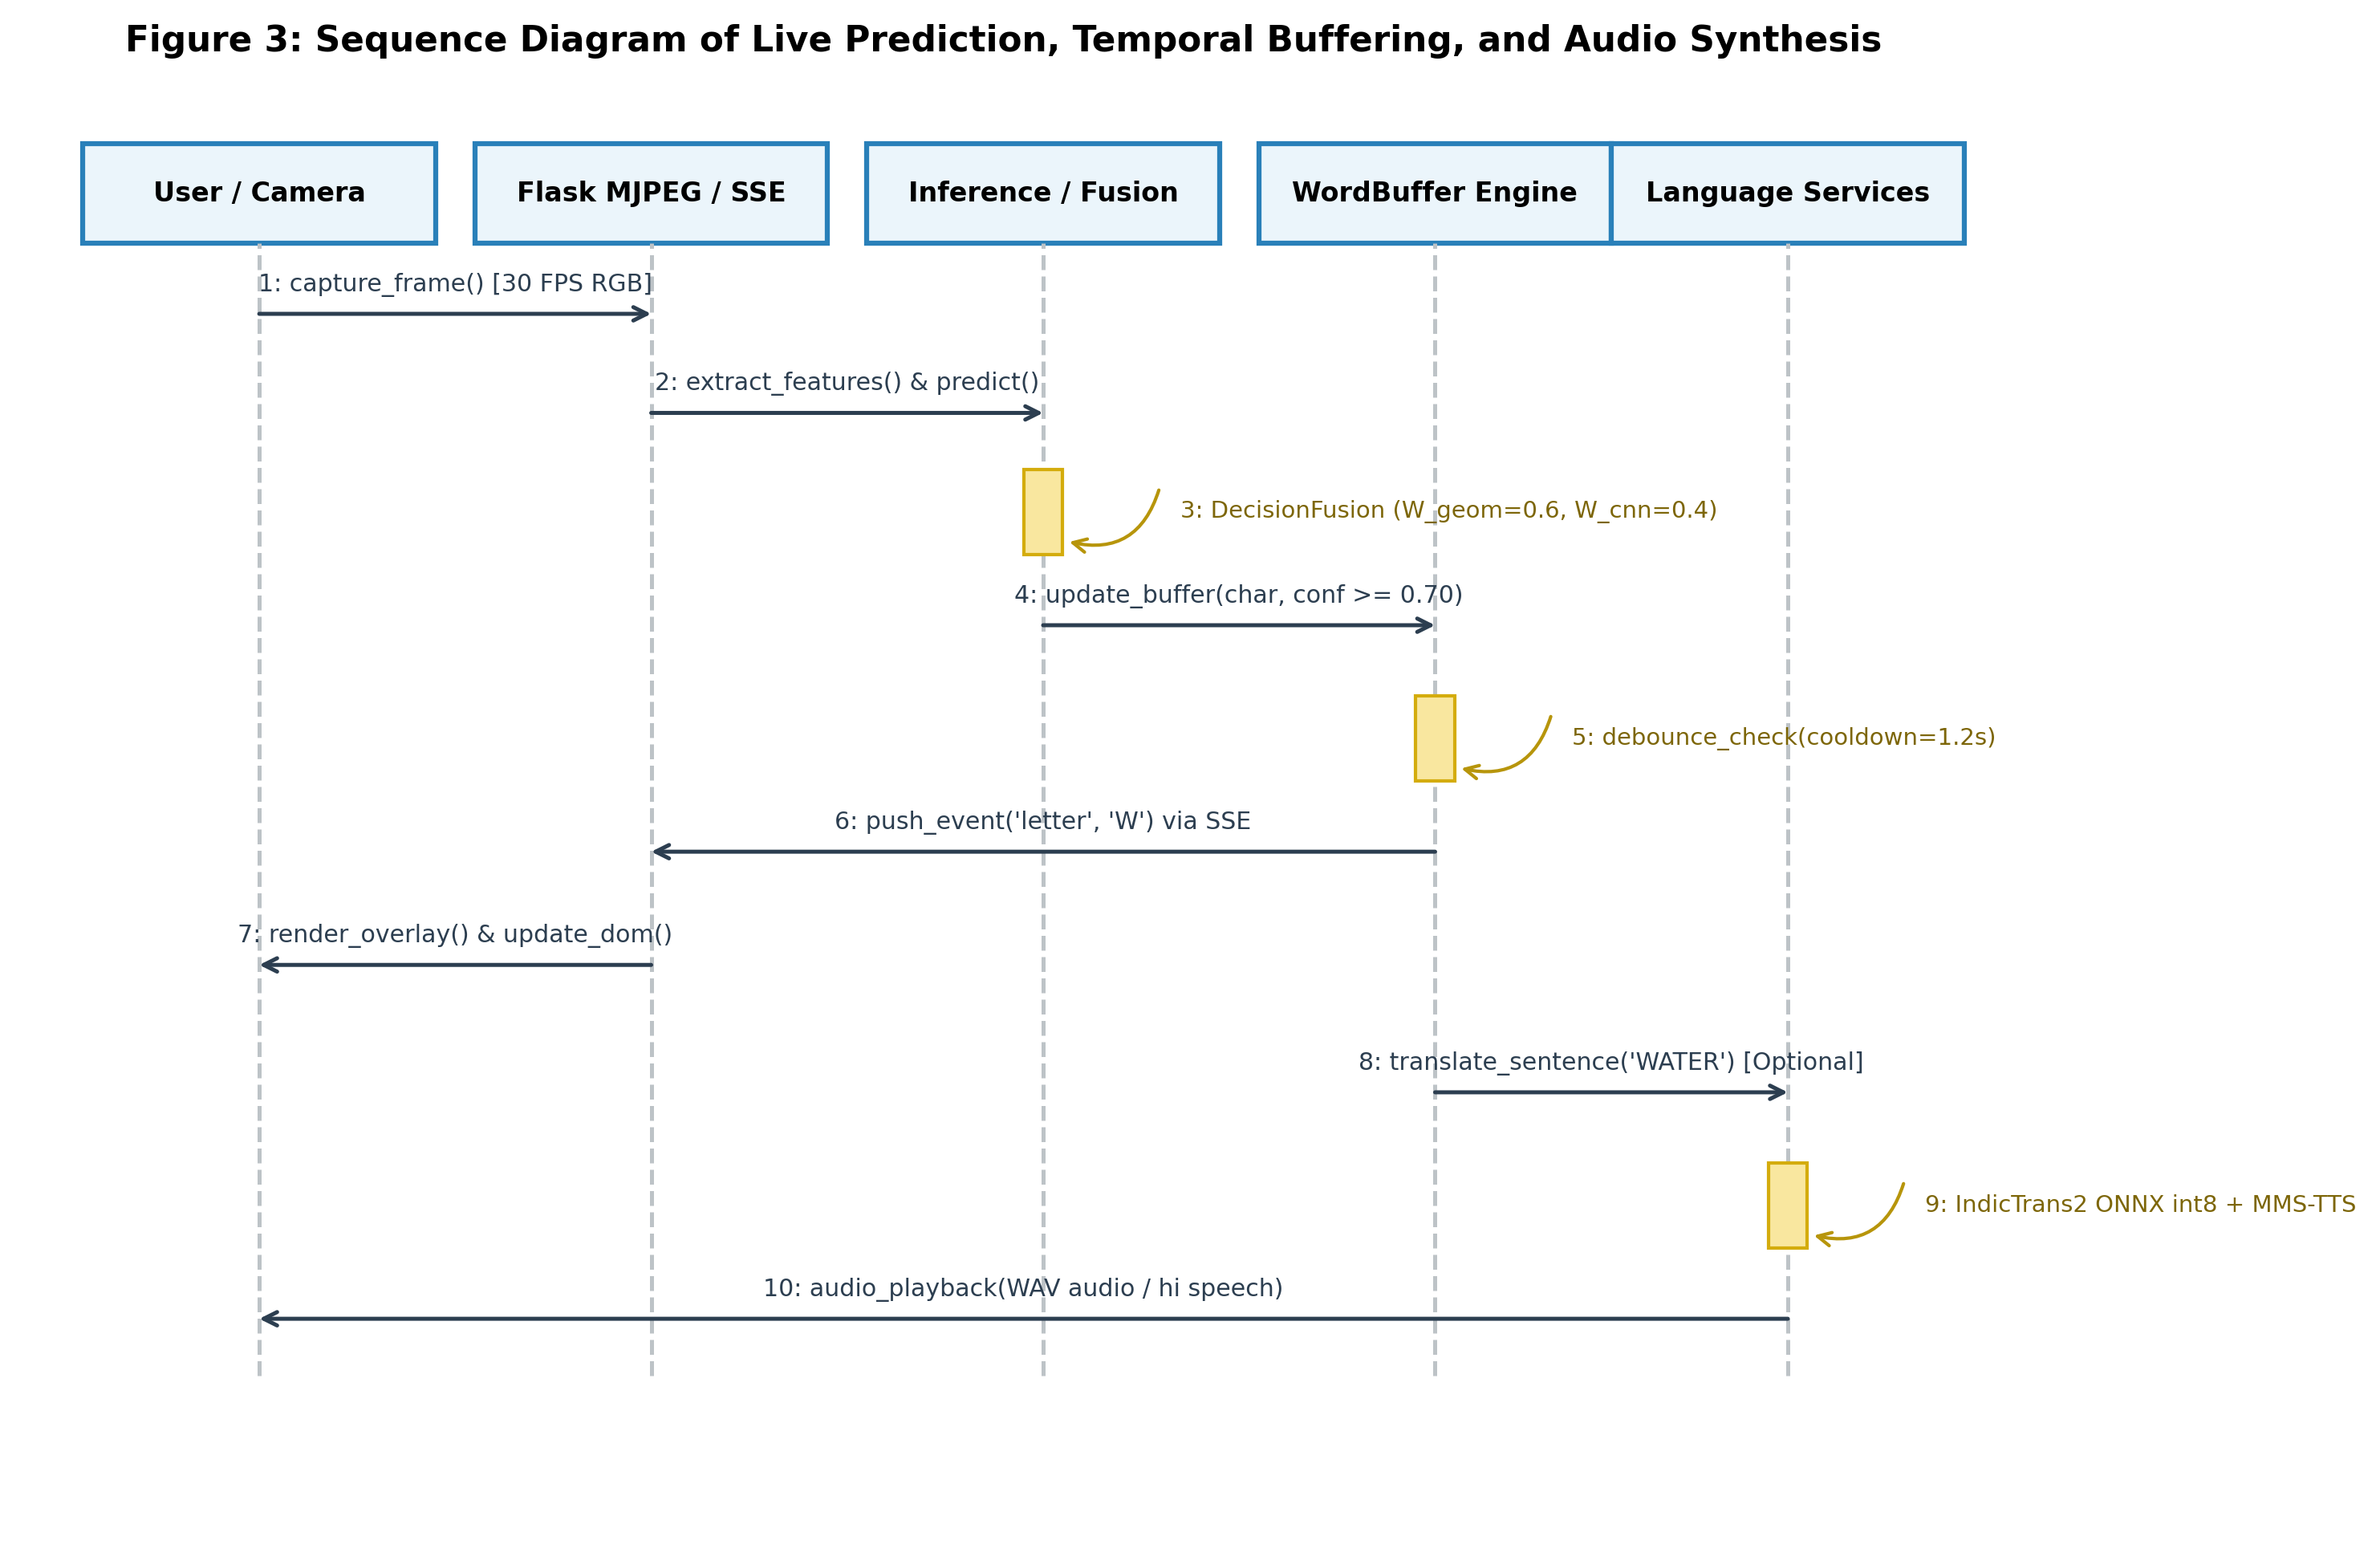 Figure 3: Sequence Diagram of Live Prediction, Temporal Buffering, and Audio Synthesis
User / Camera
Flask MJPEG / SSE
Inference / Fusion
WordBuffer Engine
Language Services
1: capture_frame() [30 FPS RGB]
2: extract_features() & predict()
3: DecisionFusion (W_geom=0.6, W_cnn=0.4)
4: update_buffer(char, conf >= 0.70)
5: debounce_check(cooldown=1.2s)
6: push_event('letter', 'W') via SSE
7: render_overlay() & update_dom()
8: translate_sentence('WATER') [Optional]
9: IndicTrans2 ONNX int8 + MMS-TTS
10: audio_playback(WAV audio / hi speech)